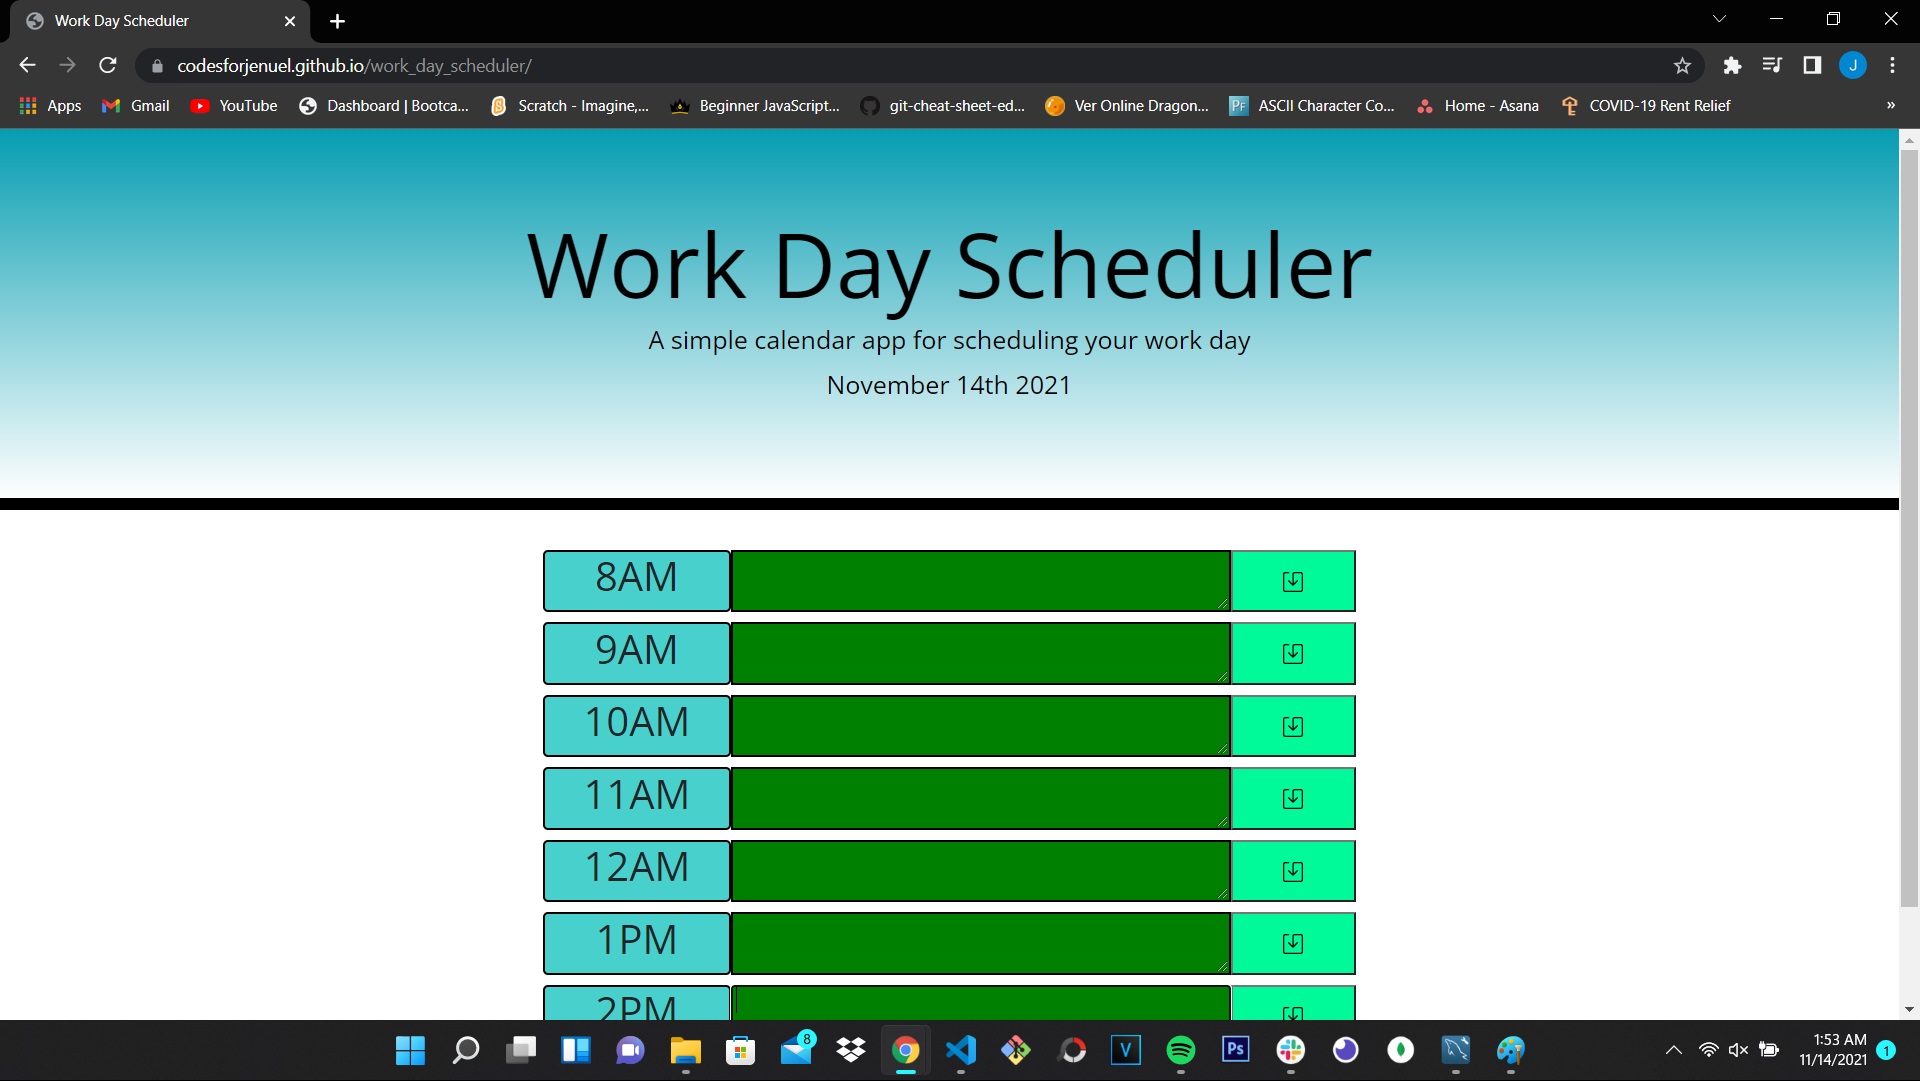 Work Day Scheduler
codesforjenuel.github.io/work_day_scheduler/
J
Apps Gmail YouTube Dashboard | Bootca... Scratch - Imagine,... Beginner JavaScript... git-cheat-sheet-ed... Ver Online Dragon... PF ASCII Character Co... Home - Asana COVID-19 Rent Relief »
Work Day Scheduler
A simple calendar app for scheduling your work day
November 14th 2021
8AM
9AM
10AM
11AM
12AM
1PM
2PM
8
V
Ps
1:53 AM
11/14/2021
1